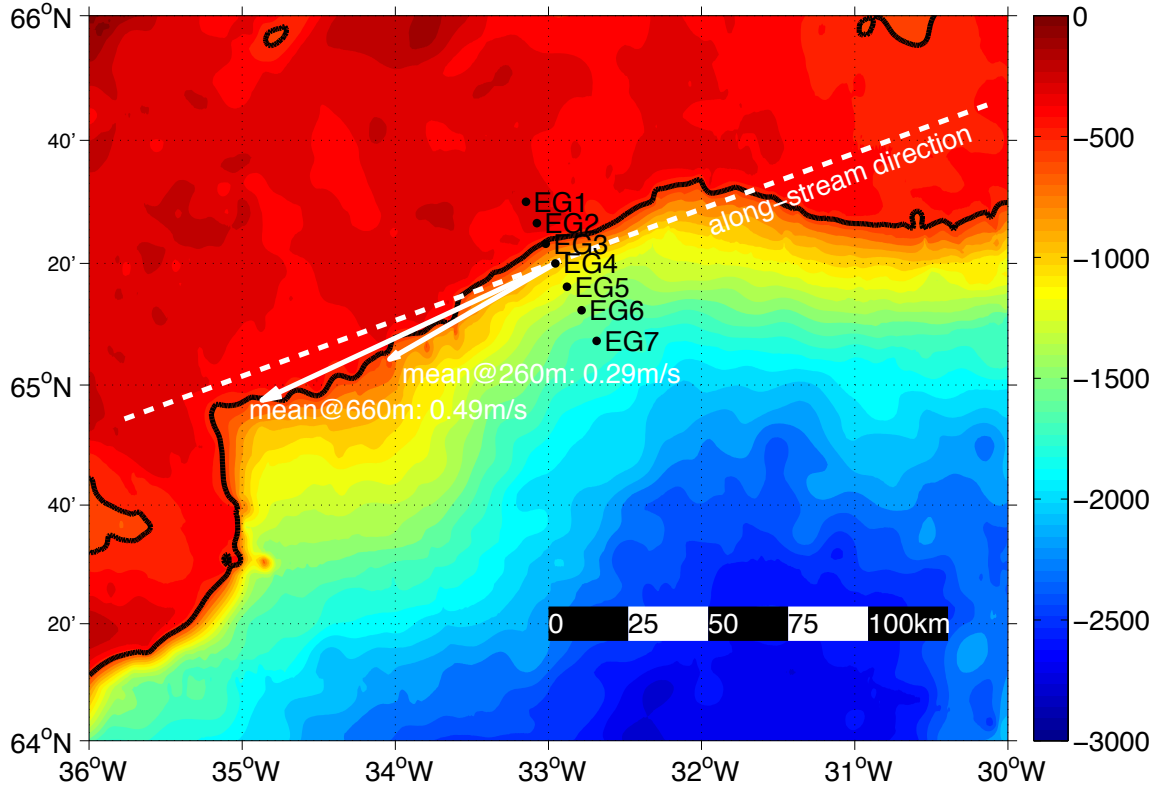 66°N
40'
20'
65°N
40'
20'
64°N
36°W
35°W
34°W
33°W
32°W
31°W
30°W
along-stream direction
EG1
EG2
EG3
EG4
EG5
EG6
EG7
mean@260m: 0.29m/s
mean@660m: 0.49m/s
0 25 50 75 100km
0
−500
−1000
−1500
−2000
−2500
−3000